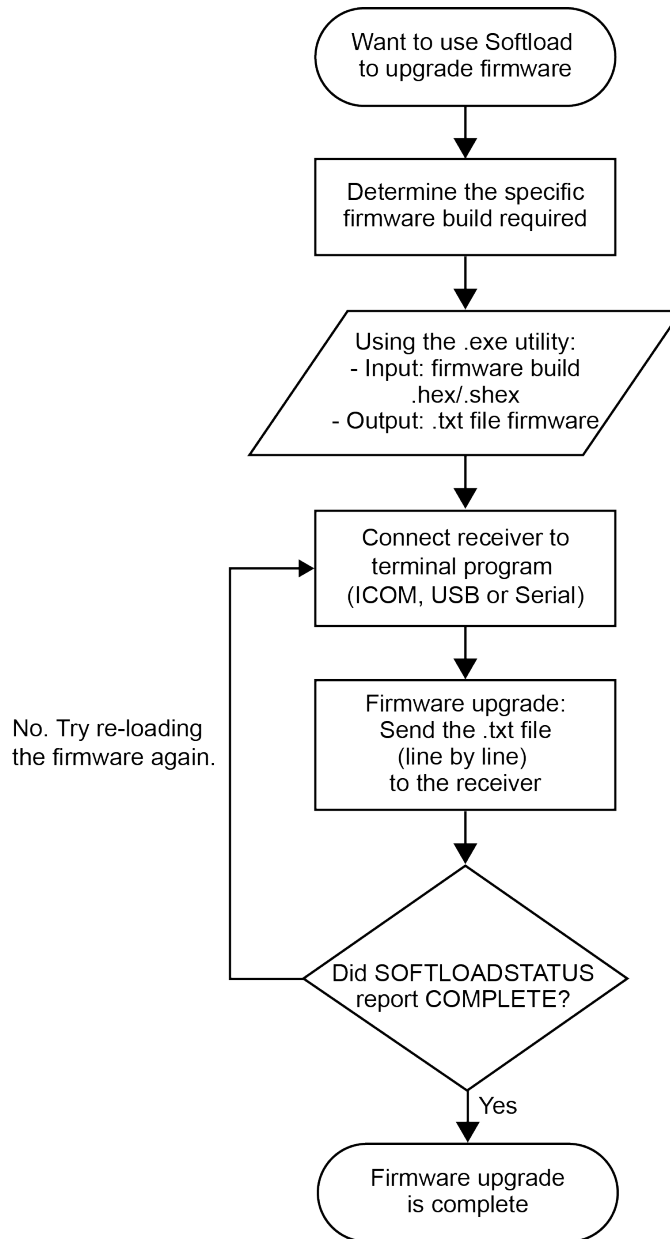 Want to use Softload
to upgrade firmware
Determine the specific
firmware build required
Using the .exe utility:
- Input: firmware build
.hex/.shex
- Output: .txt file firmware
Connect receiver to
terminal program
(ICOM, USB or Serial)
Firmware upgrade:
Send the .txt file
(line by line)
to the receiver
No. Try re-loading
the firmware again.
Did SOFTLOADSTATUS
report COMPLETE?
Yes
Firmware upgrade
is complete